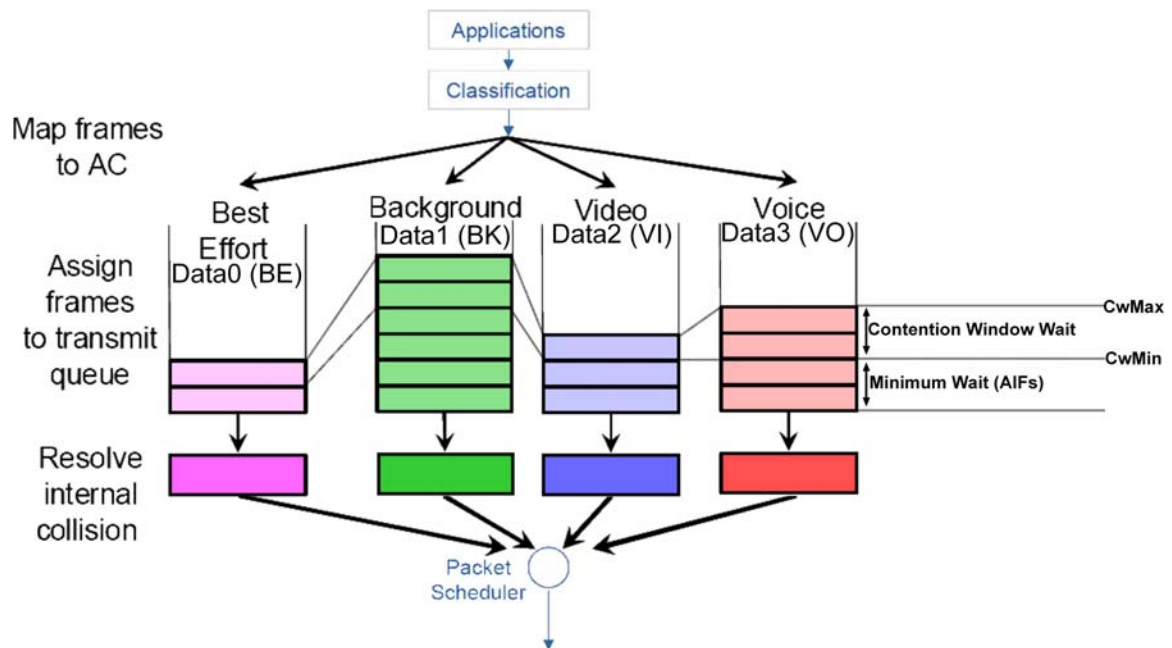 Applications
Classification
Map frames
to AC
Best
Effort
Data0 (BE)
Background
Data1 (BK)
Video
Data2 (VI)
Voice
Data3 (VO)
Assign
frames
to transmit
queue
CwMax
Contention Window Wait
CwMin
Minimum Wait (AIFs)
Resolve
internal
collision
Packet
Scheduler